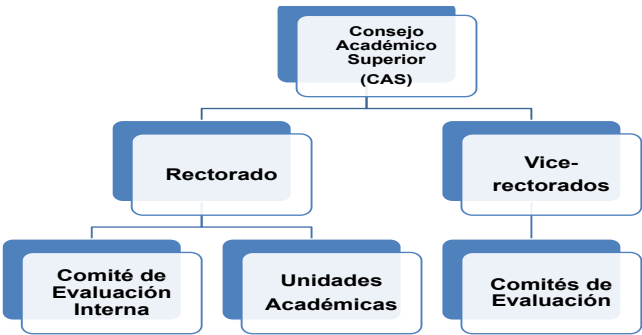 Consejo
Académico
Superior
(CAS)
Rectorado
Vice-
rectorados
Comité de
Evaluación
Interna
Unidades
Académicas
Comités de
Evaluación